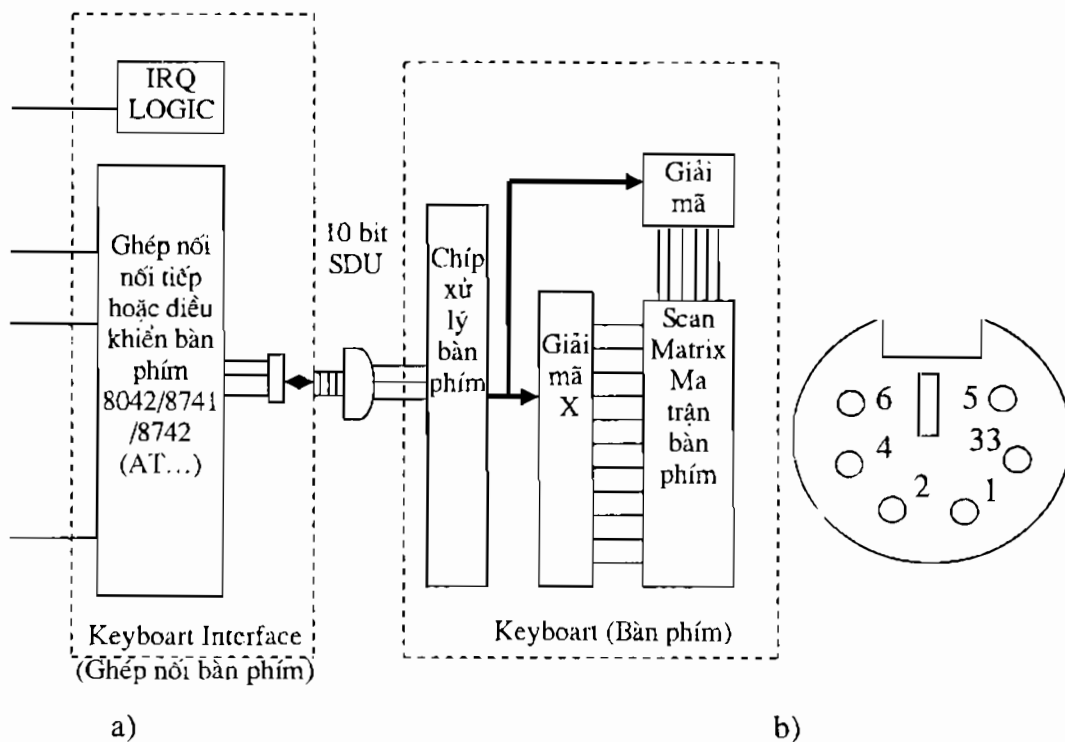 IRQ
LOGIC
Ghép nối
nối tiếp
hoặc điều
khiển bàn
phím
8042/8741
/8742
(AT...)
Keyboart Interface
(Ghép nối bàn phím)
10 bit
SDU
Chíp
xử
lý
bàn
phím
Giải
mã
X
Giải
mã
Scan
Matrix
Ma
trận
bàn
phím
Keyboart (Bàn phím)
6
5
4
33
2
1
a)
b)